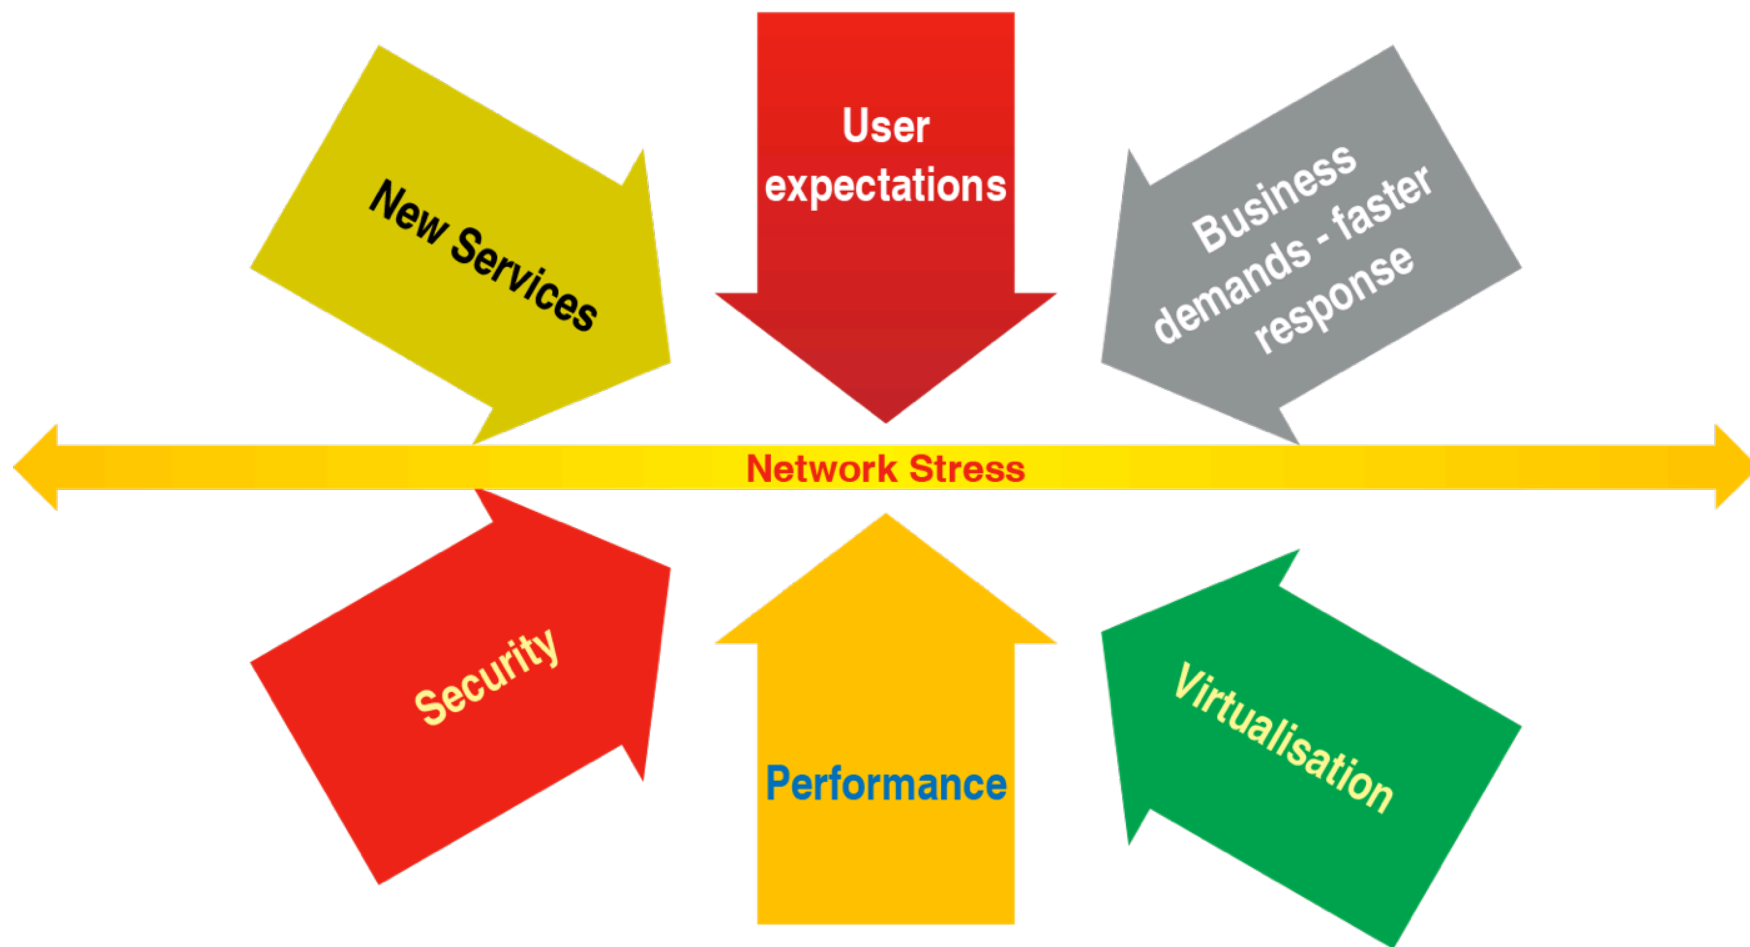 New Services
User
expectations
Business
demands - faster
response
Network Stress
Security
Performance
Virtualisation